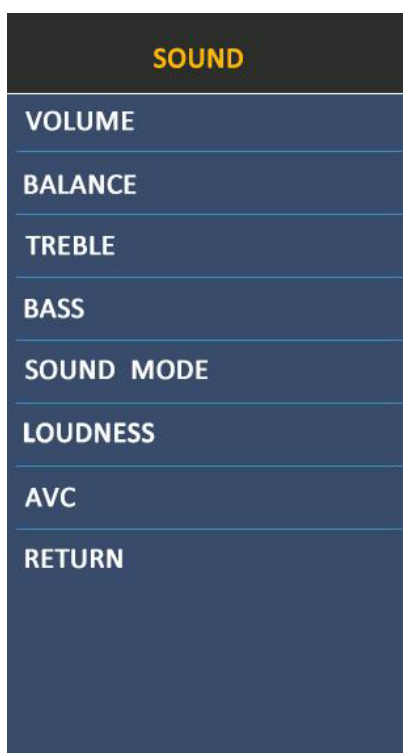 SOUND
VOLUME
BALANCE
TREBLE
BASS
SOUND MODE
LOUDNESS
AVC
RETURN